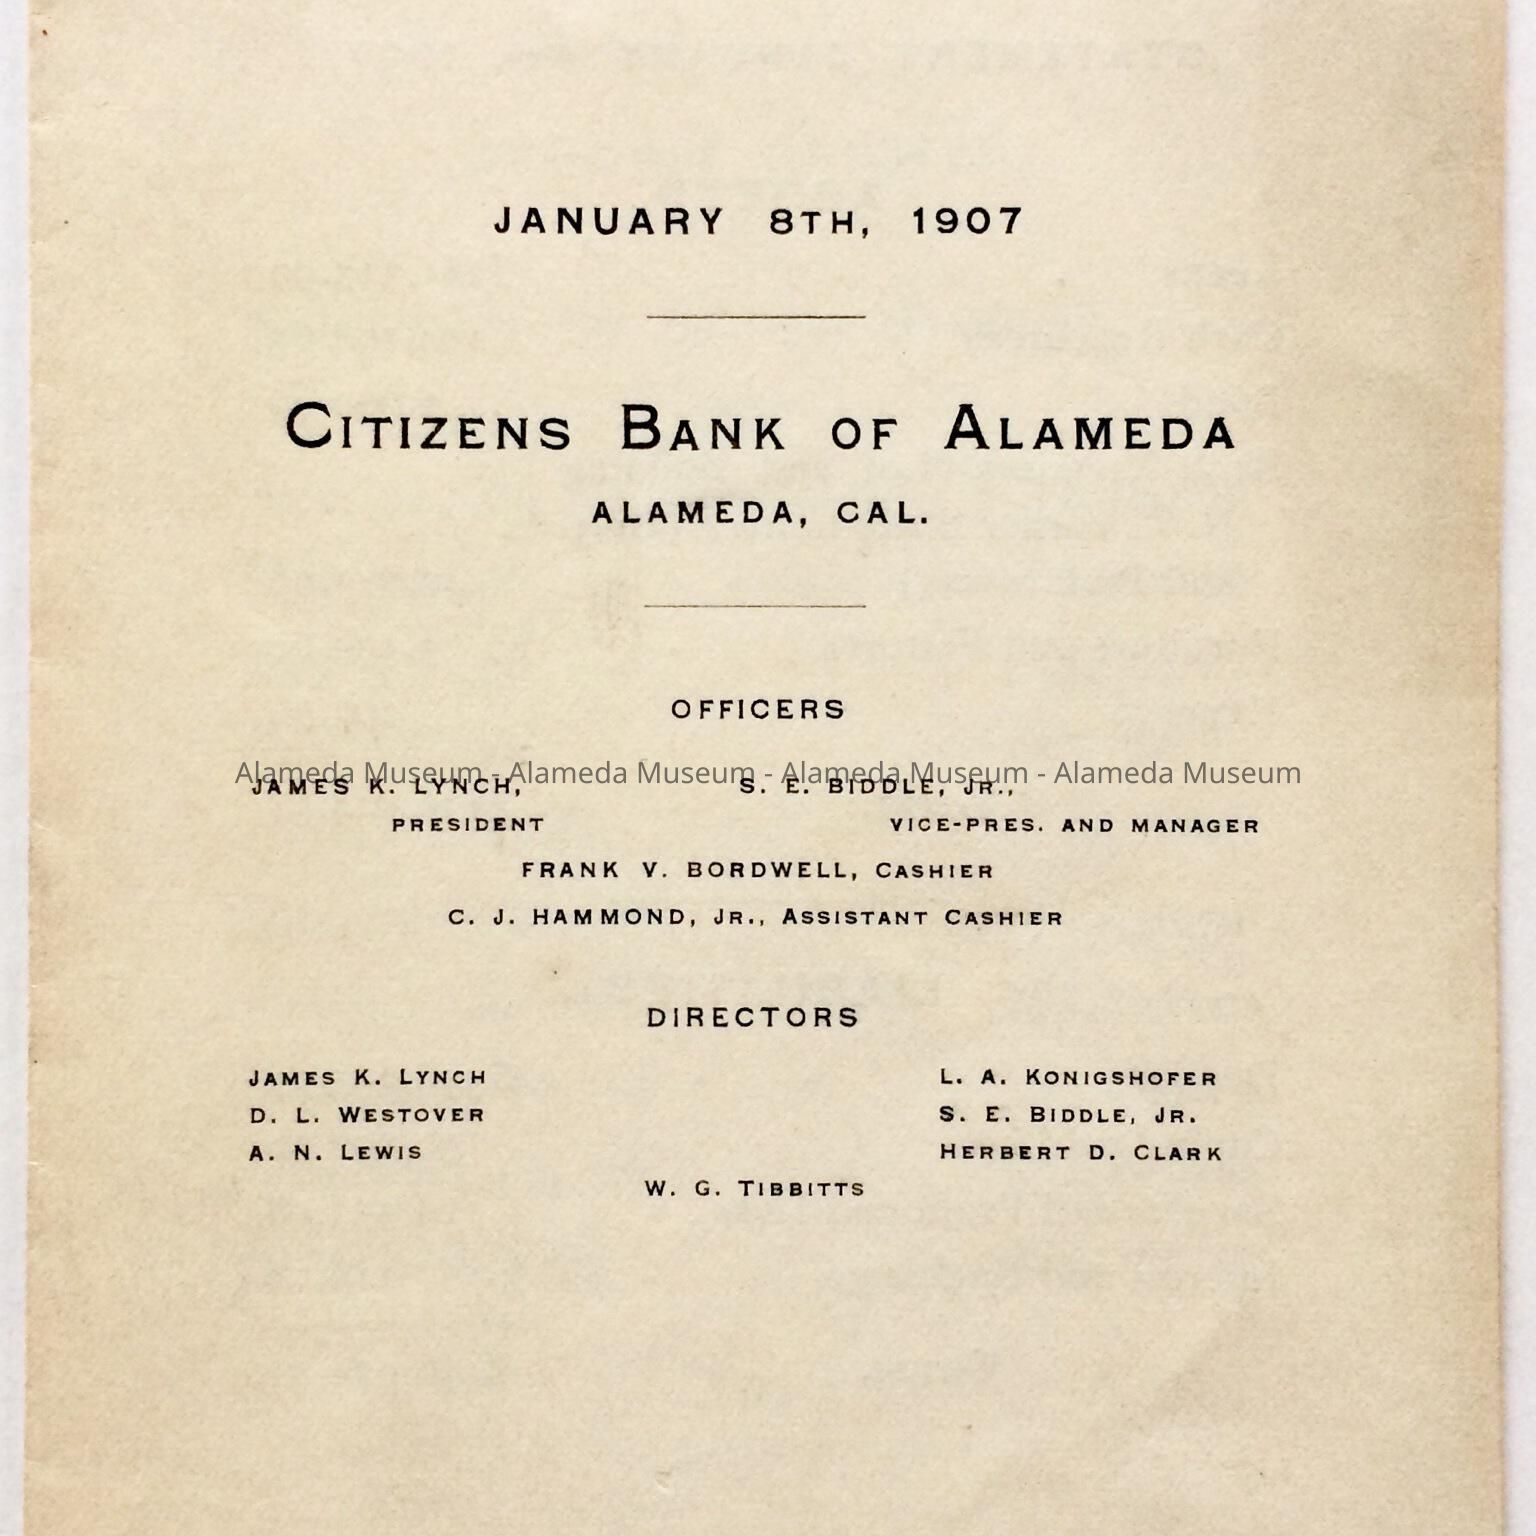 JANUARY 8TH, 1907
CITIZENS BANK OF ALAMEDA
ALAMEDA, CAL.
OFFICERS
Alameda Museum - Alameda Museum - Alameda Museum - Alameda Museum
JAMES K. LYNCH, S. E. BIDDLE, JR.,
PRESIDENT VICE-PRES. AND MANAGER
FRANK V. BORDWELL, CASHIER
C. J. HAMMOND, JR., ASSISTANT CASHIER
DIRECTORS
JAMES K. LYNCH L. A. KONIGSHOFER
D. L. WESTOVER S. E. BIDDLE, JR.
A. N. LEWIS HERBERT D. CLARK
W. G. TIBBITTS